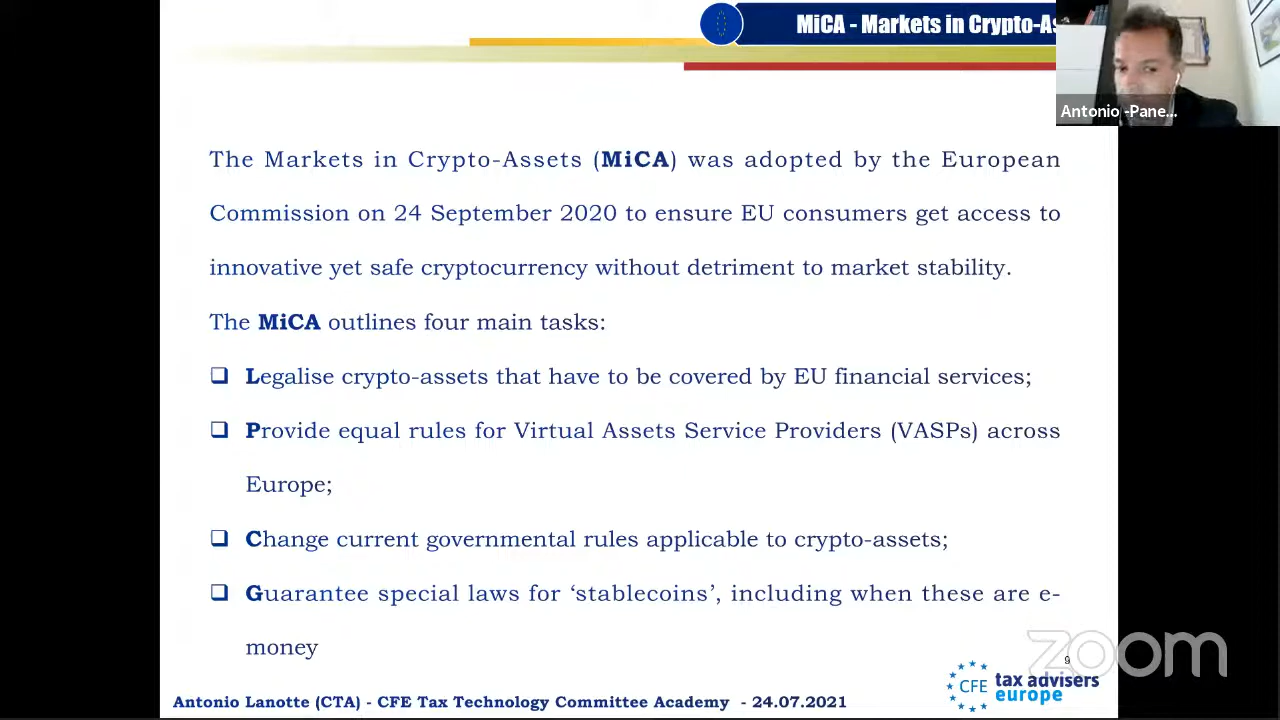 MiCA - Markets in Crypto-As
Antonio -Pane...
The Markets in Crypto-Assets (MiCA) was adopted by the European
Commission on 24 September 2020 to ensure EU consumers get access to
innovative yet safe cryptocurrency without detriment to market stability.
The MiCA outlines four main tasks:
❑ Legalise crypto-assets that have to be covered by EU financial services;
❑ Provide equal rules for Virtual Assets Service Providers (VASPs) across
Europe;
❑ Change current governmental rules applicable to crypto-assets;
❑ Guarantee special laws for ‘stablecoins’, including when these are e-
money
zoom
9
CFE tax advisers
europe
Antonio Lanotte (CTA) - CFE Tax Technology Committee Academy - 24.07.2021